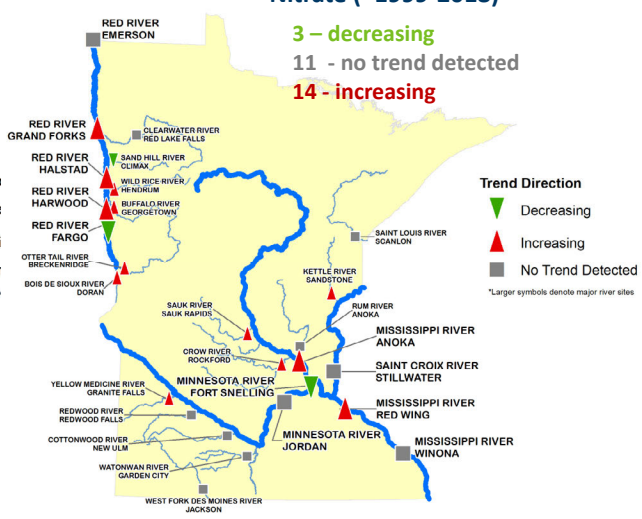 3 – decreasing
11 - no trend detected
14 - increasing
RED RIVER
EMERSON
RED RIVER
GRAND FORKS
CLEARWATER RIVER
RED LAKE FALLS
RED RIVER
HALSTAD
SAND HILL RIVER
CLIMAX
WILD RICE RIVER
HENDRUM
RED RIVER
HARWOOD
BUFFALO RIVER
GEORGETOWN
RED RIVER
FARGO
OTTER TAIL RIVER
BRECKENRIDGE
BOIS DE SIOUX RIVER
DORAN
SAINT LOUIS RIVER
SCANLON
KETTLE RIVER
SANDSTONE
RUM RIVER
ANOKA
SAUK RIVER
SAUK RAPIDS
MISSISSIPPI RIVER
ANOKA
CROW RIVER
ROCKFORD
SAINT CROIX RIVER
STILLWATER
MINNESOTA RIVER
FORT SNELLING
YELLOW MEDICINE RIVER
GRANITE FALLS
MISSISSIPPI RIVER
RED WING
REDWOOD RIVER
REDWOOD FALLS
MINNESOTA RIVER
JORDAN
COTTONWOOD RIVER
NEW ULM
MISSISSIPPI RIVER
WINONA
WATONWAN RIVER
GARDEN CITY
WEST FORK DES MOINES RIVER
JACKSON
Trend Direction
Decreasing
Increasing
No Trend Detected
*Larger symbols denote major river sites